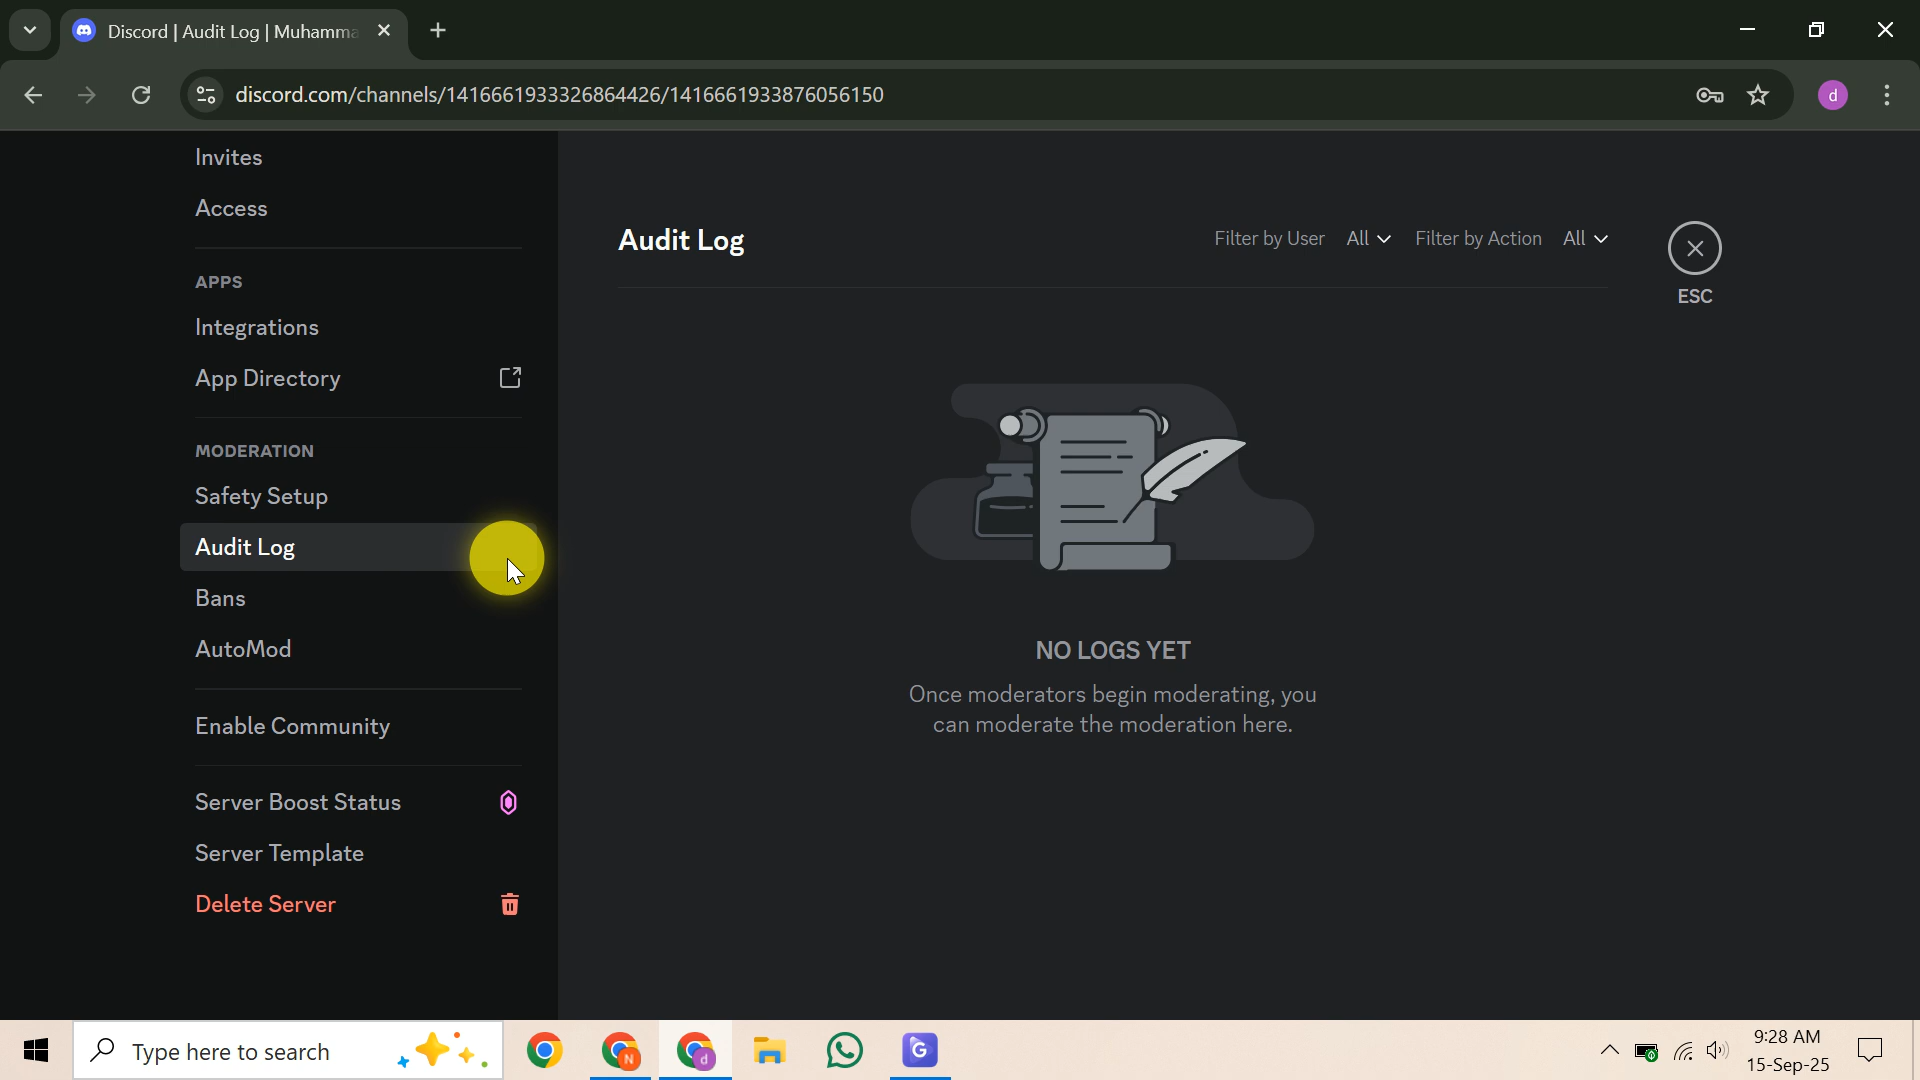 Discord | Audit Log | Muhamma
discord.com/channels/1416661933326864426/1416661933876056150
d
Invites
Access
APPS
Integrations
App Directory
MODERATION
Safety Setup
Audit Log
Bans
AutoMod
Enable Community
Server Boost Status
Server Template
Delete Server
Audit Log
Filter by User All Filter by Action All
ESC
NO LOGS YET
Once moderators begin moderating, you
can moderate the moderation here.
Type here to search
N
d
G
9:28 AM
15-Sep-25